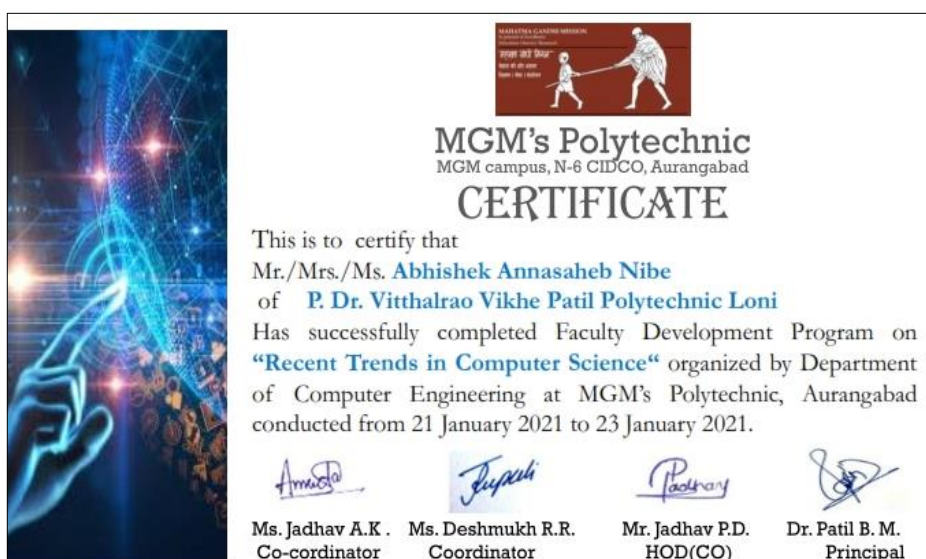 MAHATMA GANDHI MISSION
MGM's Polytechnic
MGM campus, N-6 CIDCO, Aurangabad
CERTIFICATE
This is to certify that
Mr./Mrs./Ms. Abhishek Annasaheb Nibe
of P. Dr. Vitthalrao Vikhe Patil Polytechnic Loni
Has successfully completed Faculty Development Program on
“Recent Trends in Computer Science“ organized by Department
of Computer Engineering at MGM's Polytechnic, Aurangabad
conducted from 21 January 2021 to 23 January 2021.
Rupali
Ms. Jadhav A.K . Ms. Deshmukh R.R. Mr. Jadhav P.D. Dr. Patil B. M.
Co-cordinator Coordinator HOD(CO) Principal